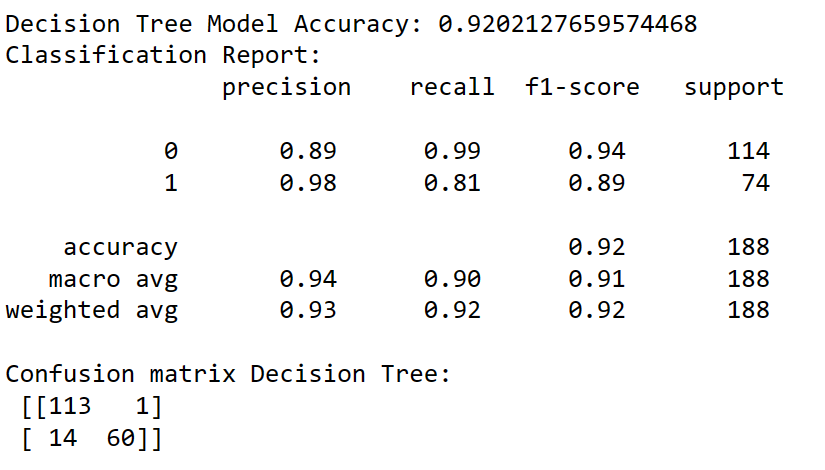 Decision Tree Model Accuracy: 0.9202127659574468
Classification Report:
              precision    recall  f1-score   support

           0       0.89      0.99      0.94       114
           1       0.98      0.81      0.89        74

    accuracy                           0.92       188
   macro avg       0.94      0.90      0.91       188
weighted avg       0.93      0.92      0.92       188

Confusion matrix Decision Tree:
 [[113   1]
 [ 14  60]]